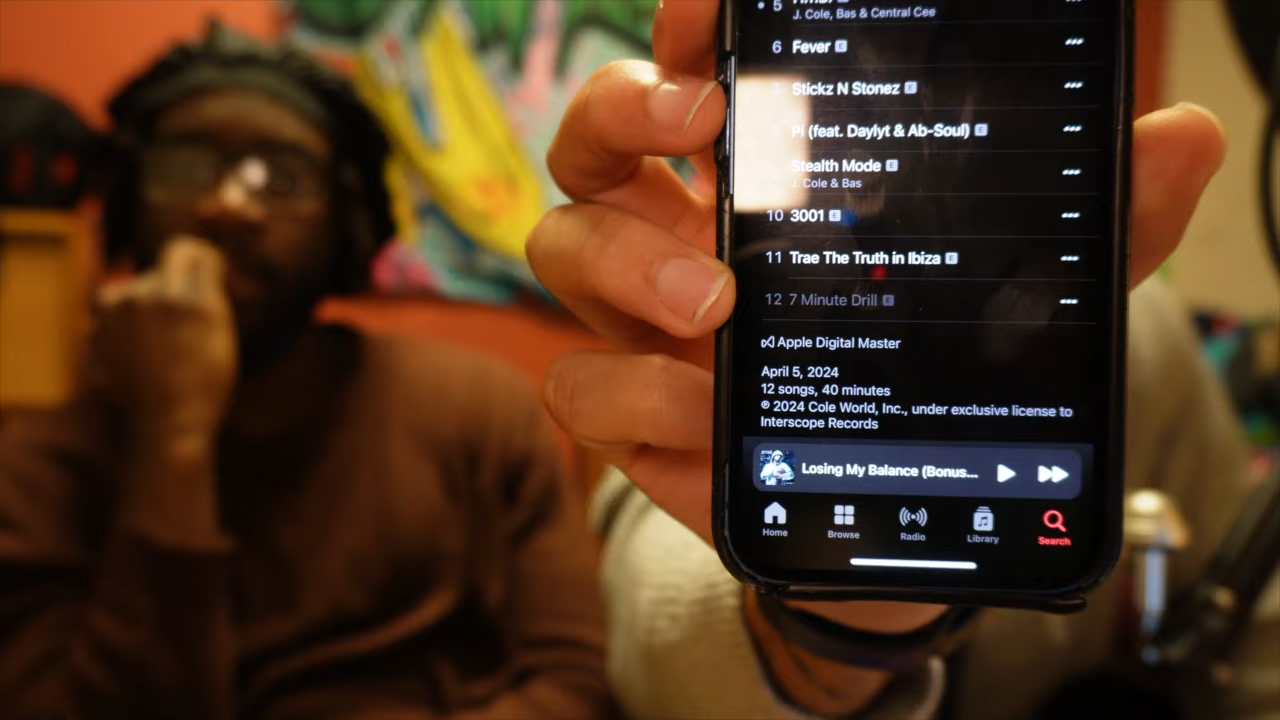 5
J. Cole, Bas & Central Cee
6 Fever E
Stickz N Stonez E
Pi (feat. Daylyt & Ab-Soul) E
Stealth Mode E
J. Cole & Bas
10 3001 E
11 Trae The Truth in Ibiza E
12 7 Minute Drill E
Apple Digital Master
April 5, 2024
12 songs, 40 minutes
℗ 2024 Cole World, Inc., under exclusive license to
Interscope Records
Losing My Balance (Bonus...
Home Browse Radio Library Search